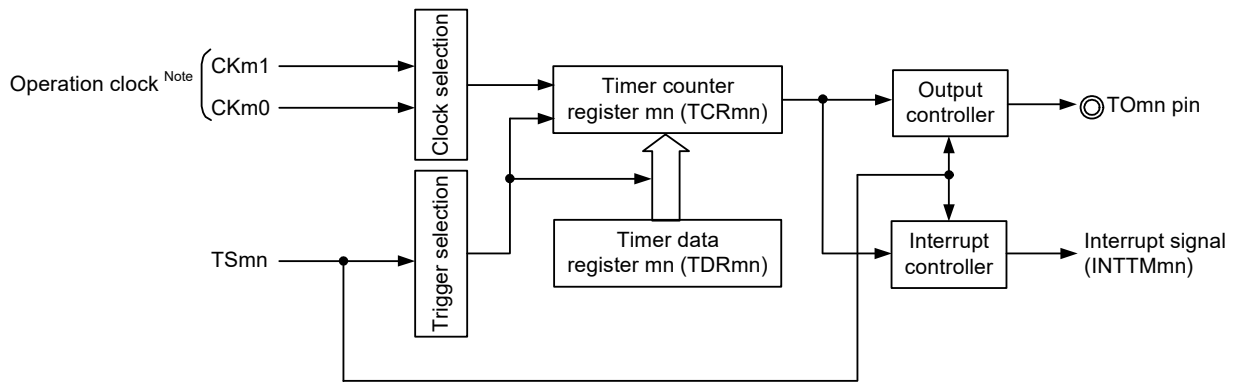 Operation clock Note
CKm1
CKm0
Clock selection
Timer counter
register mn (TCRmn)
Output
controller
TOmn pin
TSmn
Trigger selection
Timer data
register mn (TDRmn)
Interrupt
controller
Interrupt signal
(INTTMmn)